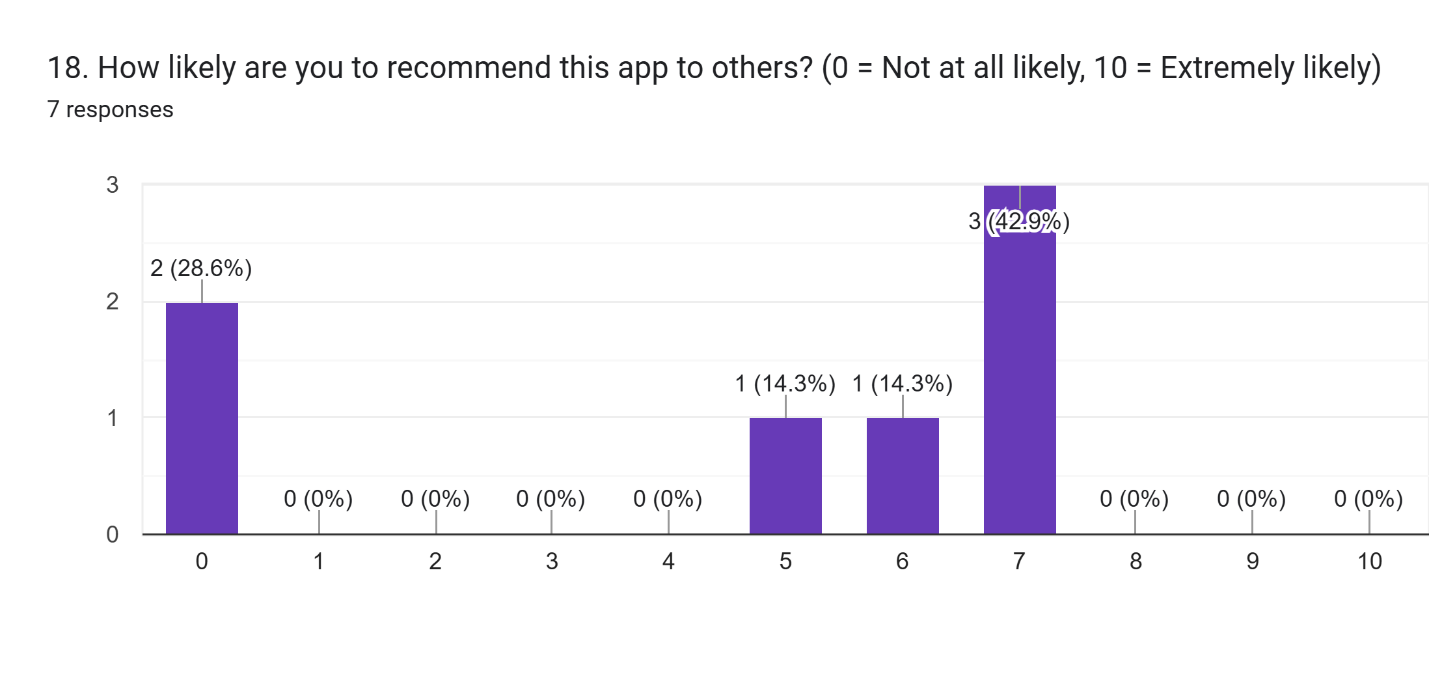 18. How likely are you to recommend this app to others? (0 = Not at all likely, 10 = Extremely likely)
7 responses
3
3 (42.9%)
2 (28.6%)
2
1 (14.3%) 1 (14.3%)
1
0 (0%) 0 (0%) 0 (0%) 0 (0%) 0 (0%) 0 (0%) 0 (0%)
0
0 1 2 3 4 5 6 7 8 9 10